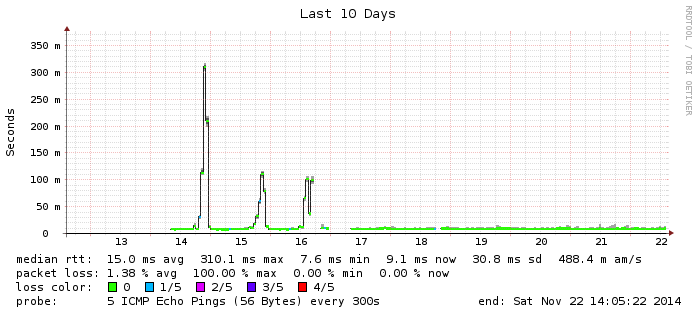 Last 10 Days
RRDTOOL / TOBI OETIKER
Seconds
350 m
300 m
250 m
200 m
150 m
100 m
50 m
0
13 14 15 16 17 18 19 20 21 22
median rtt: 15.0 ms avg 310.1 ms max 7.6 ms min 9.1 ms now 30.8 ms sd 488.4 m am/s
packet loss: 1.38 % avg 100.00 % max 0.00 % min 0.00 % now
loss color: 0 1/5 2/5 3/5 4/5
probe: 5 ICMP Echo Pings (56 Bytes) every 300s end: Sat Nov 22 14:05:22 2014